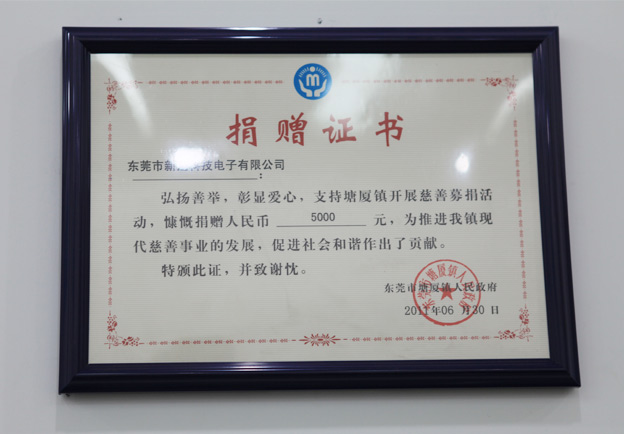 捐赠证书
东莞市新 科技电子有限公司
:
弘扬善举，彰显爱心，支持塘厦镇开展慈善募捐活
动，慷慨捐赠人民币 5000 元，为推进我镇现
代慈善事业的发展，促进社会和谐作出了贡献。
特颁此证，并致谢忱。
东莞市塘厦镇人民政府
2011年06 月30 日